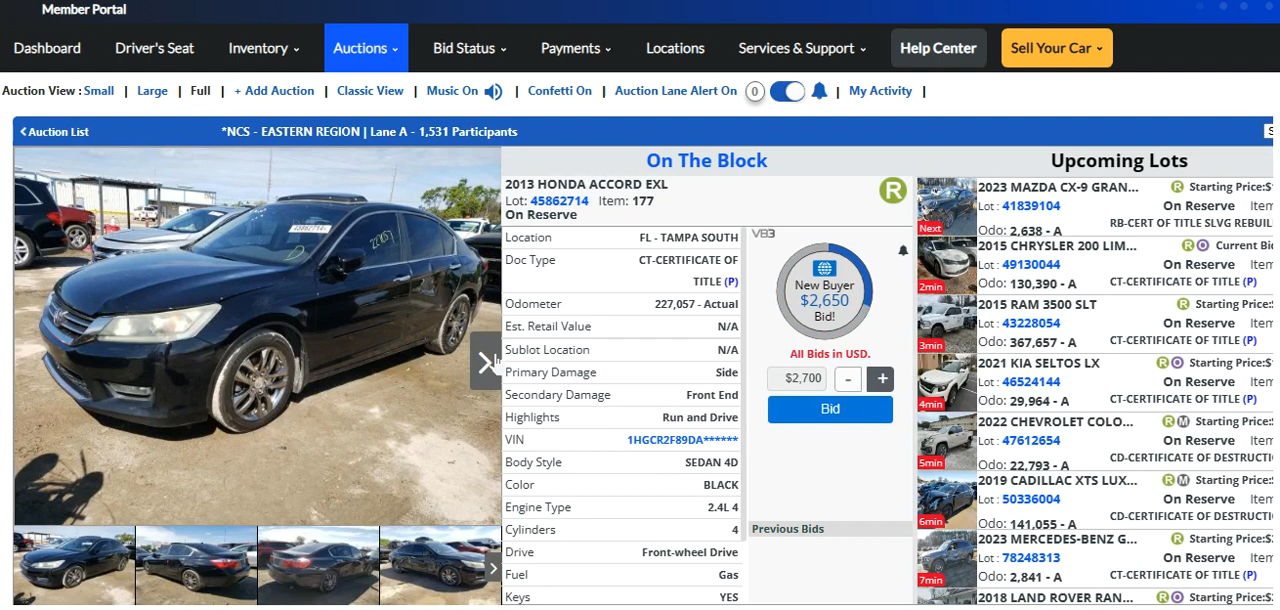 Member Portal
Dashboard Driver's Seat Inventory Auctions Bid Status Payments Locations Services & Support Help Center Sell Your Car
Auction View : Small | Large | Full | + Add Auction | Classic View | Music On | Confetti On | Auction Lane Alert On 0 | My Activity |
Auction List *NCS - EASTERN REGION | Lane A - 1,531 Participants
On The Block
2013 HONDA ACCORD EXL
Lot: 45862714 Item: 177
On Reserve
R
Location FL - TAMPA SOUTH
Doc Type CT-CERTIFICATE OF
TITLE (P)
Odometer 227,057 - Actual
Est. Retail Value N/A
Sublot Location N/A
Primary Damage Side
Secondary Damage Front End
Highlights Run and Drive
VIN 1HGCR2F89DA******
Body Style SEDAN 4D
Color BLACK
Engine Type 2.4L 4
Cylinders 4
Drive Front-wheel Drive
Fuel Gas
Keys YES
VB3
New Buyer
$2,650
Bid!
All Bids in USD.
$2,700 - +
Bid
Previous Bids
Upcoming Lots
2023 MAZDA CX-9 GRAN... R Starting Price:$
Lot : 41839104 On Reserve Item
Next Odo: 2,638 - A RB-CERT OF TITLE SLVG REBUIL
2015 CHRYSLER 200 LIM... R O Current Bi
Lot : 49130044 On Reserve Item
2min Odo: 130,390 - A CT-CERTIFICATE OF TITLE (P)
2015 RAM 3500 SLT R Starting Price:$
Lot : 43228054 On Reserve Item
3min Odo: 367,657 - A CT-CERTIFICATE OF TITLE (P)
2021 KIA SELTOS LX R O Starting Price:$
Lot : 46524144 On Reserve Item
4min Odo: 29,964 - A CT-CERTIFICATE OF TITLE (P)
2022 CHEVROLET COLO... R M Starting Price:
Lot : 47612654 On Reserve Item
5min Odo: 22,793 - A CD-CERTIFICATE OF DESTRUCTI
2019 CADILLAC XTS LUX... R M Starting Price:
Lot : 50336004 On Reserve Item
6min Odo: 141,055 - A CD-CERTIFICATE OF DESTRUCTI
2023 MERCEDES-BENZ G... R Starting Price:$
Lot : 78248313 On Reserve Item
7min Odo: 2,841 - A CT-CERTIFICATE OF TITLE (P)
2018 LAND ROVER RAN... R O Starting Price:$